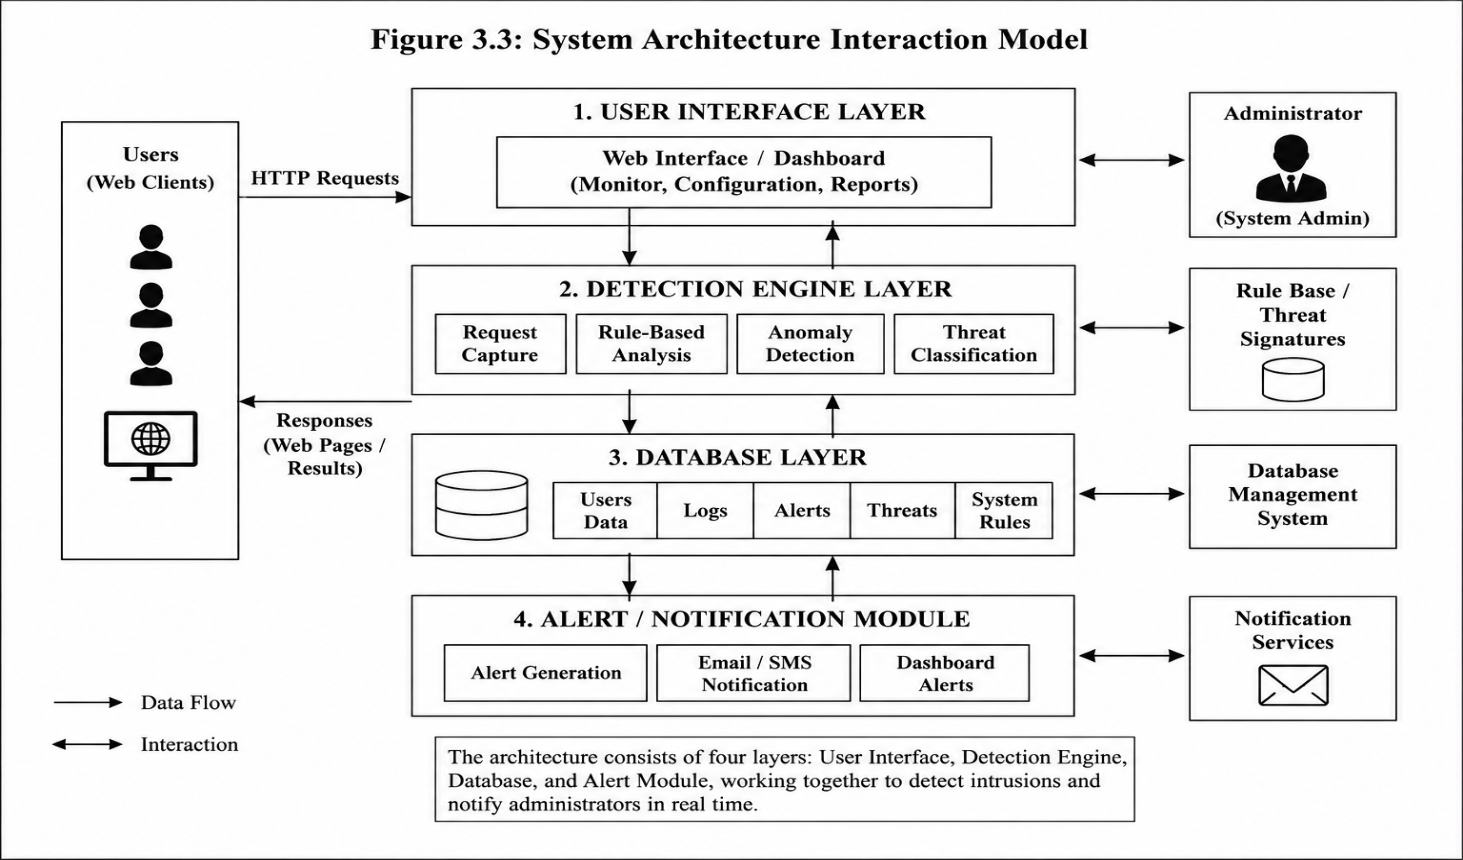 Figure 3.3: System Architecture Interaction Model
Users
(Web Clients)
HTTP Requests
Responses
(Web Pages /
Results)
1. USER INTERFACE LAYER
Web Interface / Dashboard
(Monitor, Configuration, Reports)
Administrator
(System Admin)
2. DETECTION ENGINE LAYER
Request
Capture
Rule-Based
Analysis
Anomaly
Detection
Threat
Classification
Rule Base /
Threat
Signatures
3. DATABASE LAYER
Users
Data
Logs
Alerts
Threats
System
Rules
Database
Management
System
4. ALERT / NOTIFICATION MODULE
Alert Generation
Email / SMS
Notification
Dashboard
Alerts
Notification
Services
Data Flow
Interaction
The architecture consists of four layers: User Interface, Detection Engine,
Database, and Alert Module, working together to detect intrusions and
notify administrators in real time.